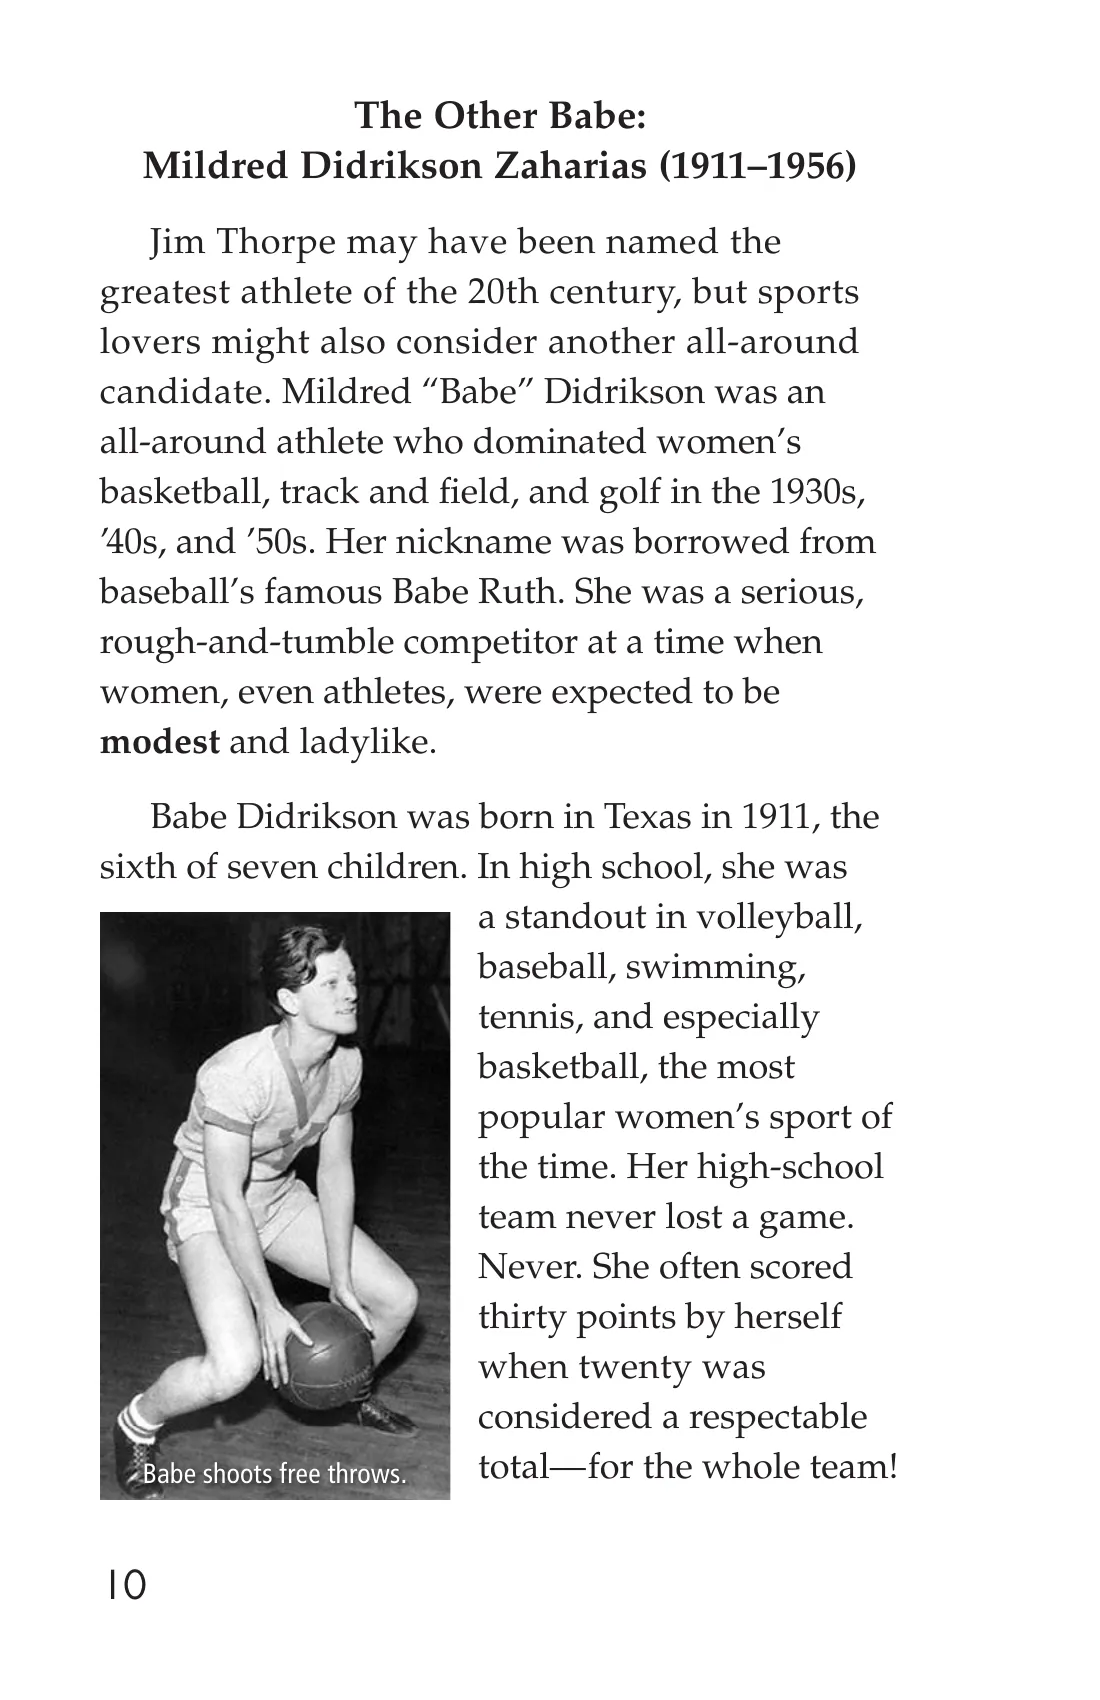 The Other Babe:
Mildred Didrikson Zaharias (1911–1956)
Jim Thorpe may have been named the
greatest athlete of the 20th century, but sports
lovers might also consider another all-around
candidate. Mildred “Babe” Didrikson was an
all-around athlete who dominated women’s
basketball, track and field, and golf in the 1930s,
’40s, and ’50s. Her nickname was borrowed from
baseball’s famous Babe Ruth. She was a serious,
rough-and-tumble competitor at a time when
women, even athletes, were expected to be
modest and ladylike.
Babe Didrikson was born in Texas in 1911, the
sixth of seven children. In high school, she was
a standout in volleyball,
baseball, swimming,
tennis, and especially
basketball, the most
popular women’s sport of
the time. Her high-school
team never lost a game.
Never. She often scored
thirty points by herself
when twenty was
considered a respectable
total—for the whole team!
Babe shoots free throws.
10